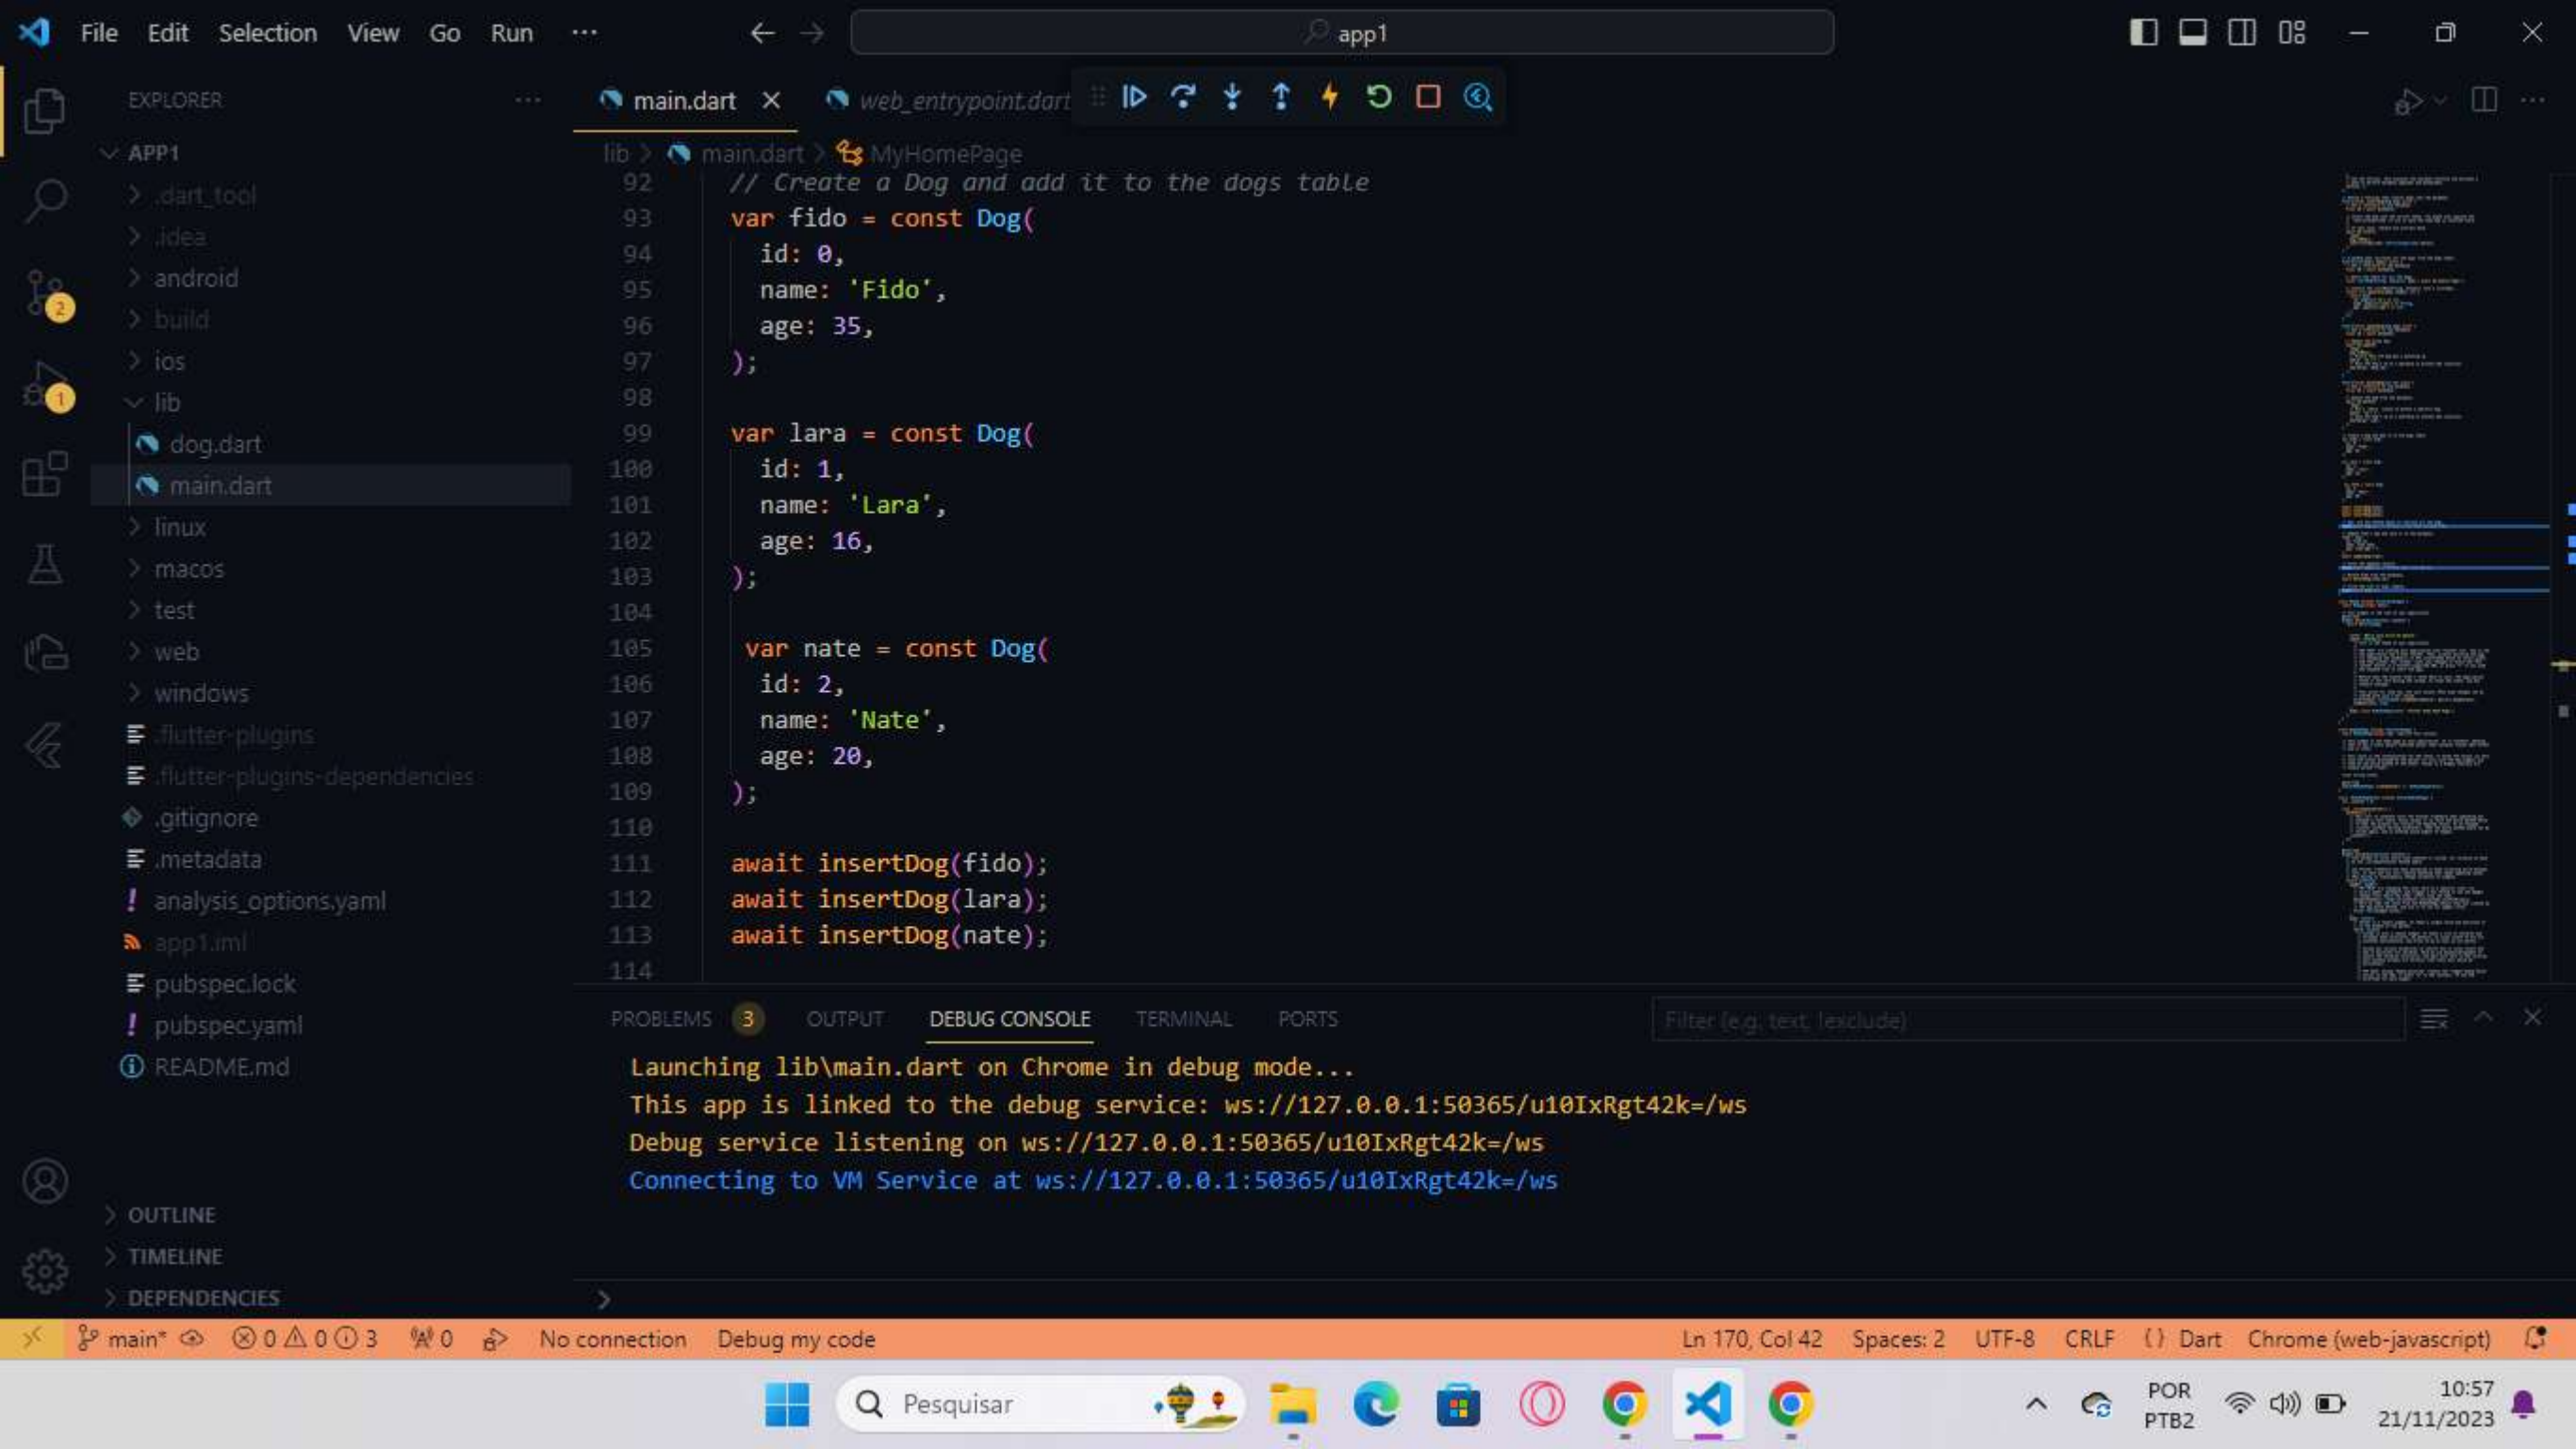 File Edit Selection View Go Run ...
app1
EXPLORER
main.dart
web_entrypoint.dart
APP1
lib > main.dart > MyHomePage
.dart_tool
.idea
android
build
ios
lib
dog.dart
main.dart
linux
macos
test
web
windows
.flutter-plugins
.flutter-plugins-dependencies
.gitignore
.metadata
analysis_options.yaml
app1.iml
pubspec.lock
pubspec.yaml
README.md
OUTLINE
TIMELINE
DEPENDENCIES
2
1
92 // Create a Dog and add it to the dogs table
93 var fido = const Dog(
94 id: 0,
95 name: 'Fido',
96 age: 35,
97 );
98
99 var lara = const Dog(
100 id: 1,
101 name: 'Lara',
102 age: 16,
103 );
104
105 var nate = const Dog(
106 id: 2,
107 name: 'Nate',
108 age: 20,
109 );
110
111 await insertDog(fido);
112 await insertDog(lara);
113 await insertDog(nate);
114
PROBLEMS 3 OUTPUT DEBUG CONSOLE TERMINAL PORTS Filter (e.g. text, !exclude)
Launching lib\main.dart on Chrome in debug mode...
This app is linked to the debug service: ws://127.0.0.1:50365/u10IxRgt42k=/ws
Debug service listening on ws://127.0.0.1:50365/u10IxRgt42k=/ws
Connecting to VM Service at ws://127.0.0.1:50365/u10IxRgt42k=/ws
main* 0 0 3 0 No connection Debug my code Ln 170, Col 42 Spaces: 2 UTF-8 CRLF {} Dart Chrome (web-javascript)
Pesquisar
POR
PTB2
10:57
21/11/2023